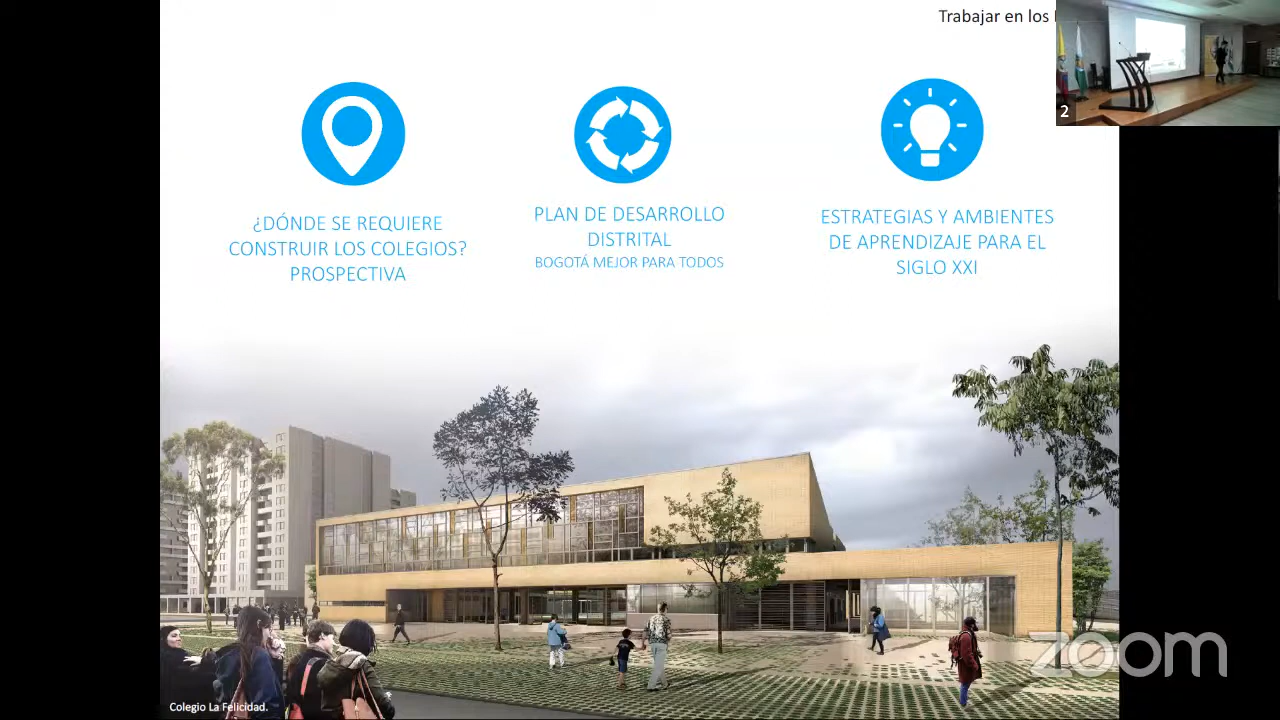 Trabajar en los
2
¿DÓNDE SE REQUIERE
CONSTRUIR LOS COLEGIOS?
PROSPECTIVA
PLAN DE DESARROLLO
DISTRITAL
BOGOTÁ MEJOR PARA TODOS
ESTRATEGIAS Y AMBIENTES
DE APRENDIZAJE PARA EL
SIGLO XXI
zoom
Colegio La Felicidad.